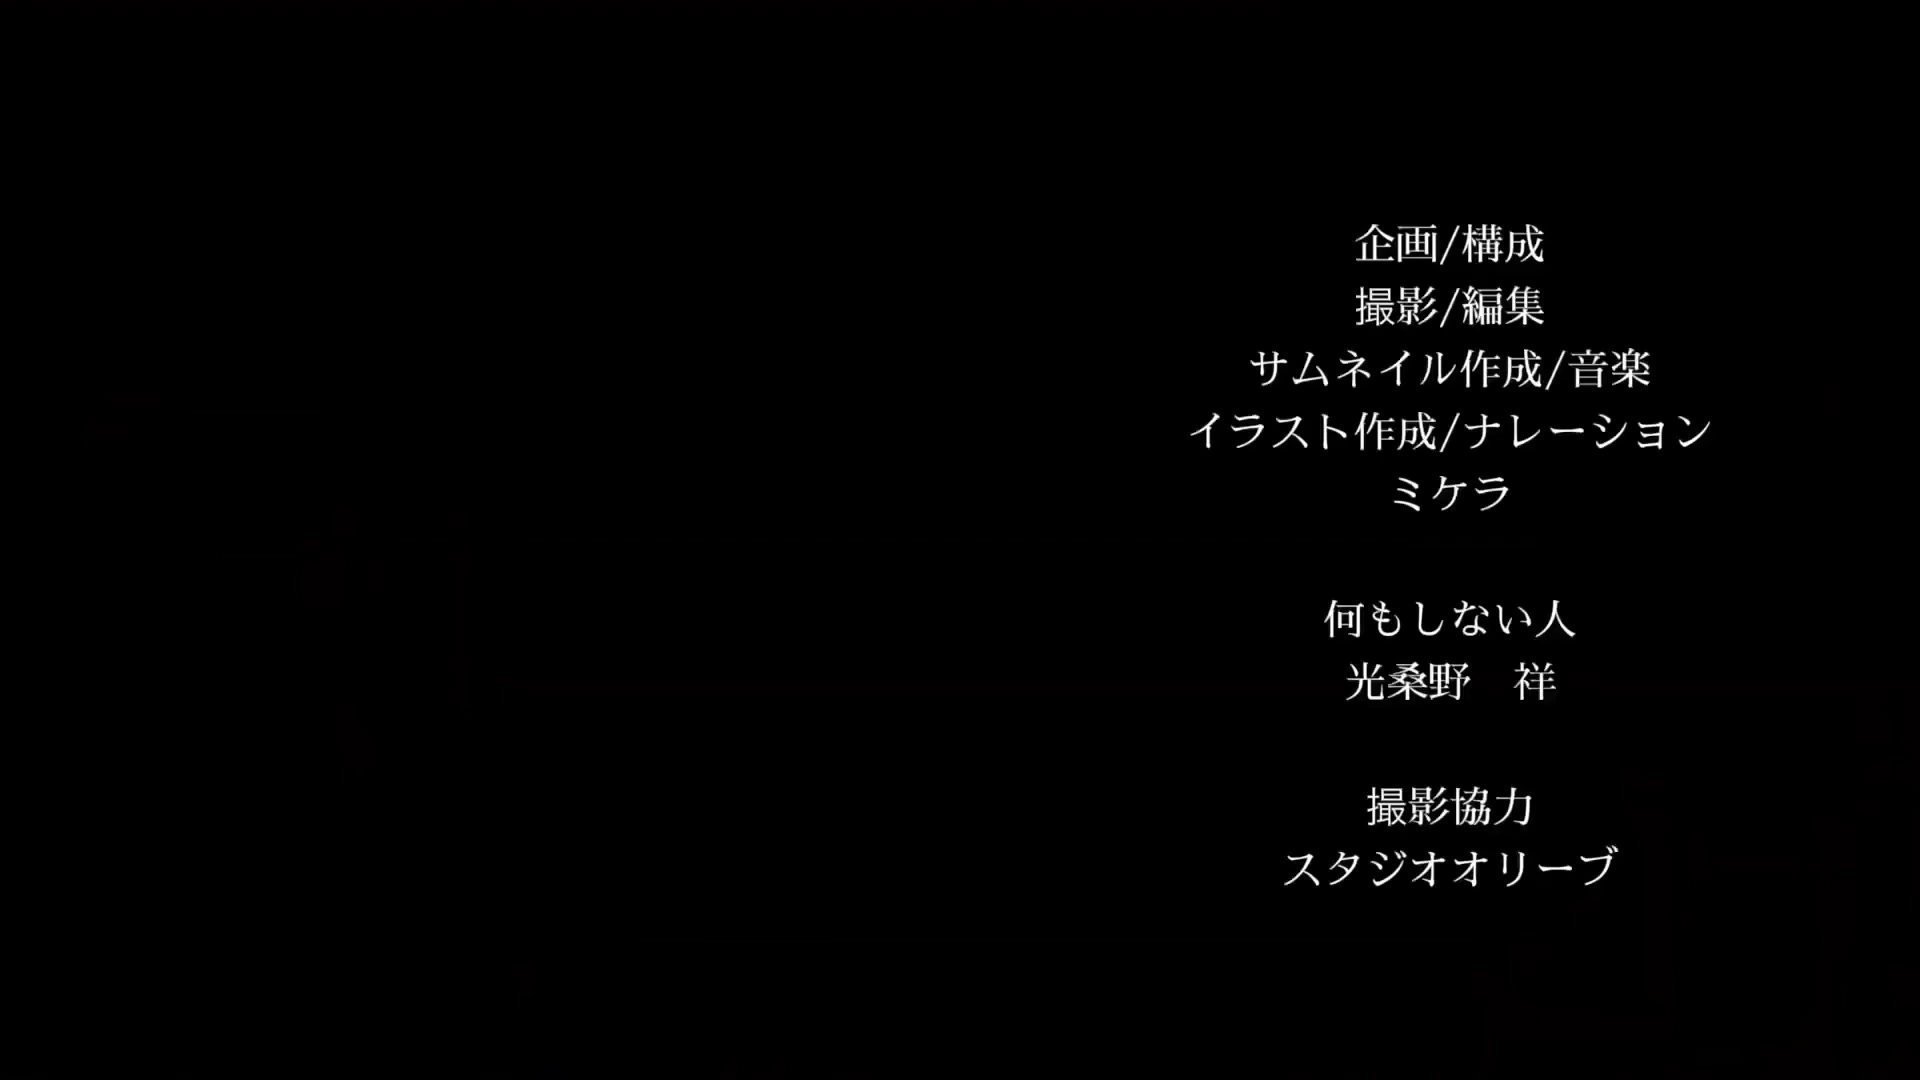 企画/構成
撮影/編集
サムネイル作成/音楽
イラスト作成/ナレーション
ミケラ
何もしない人
光桑野　祥
撮影協力
スタジオオリーブ